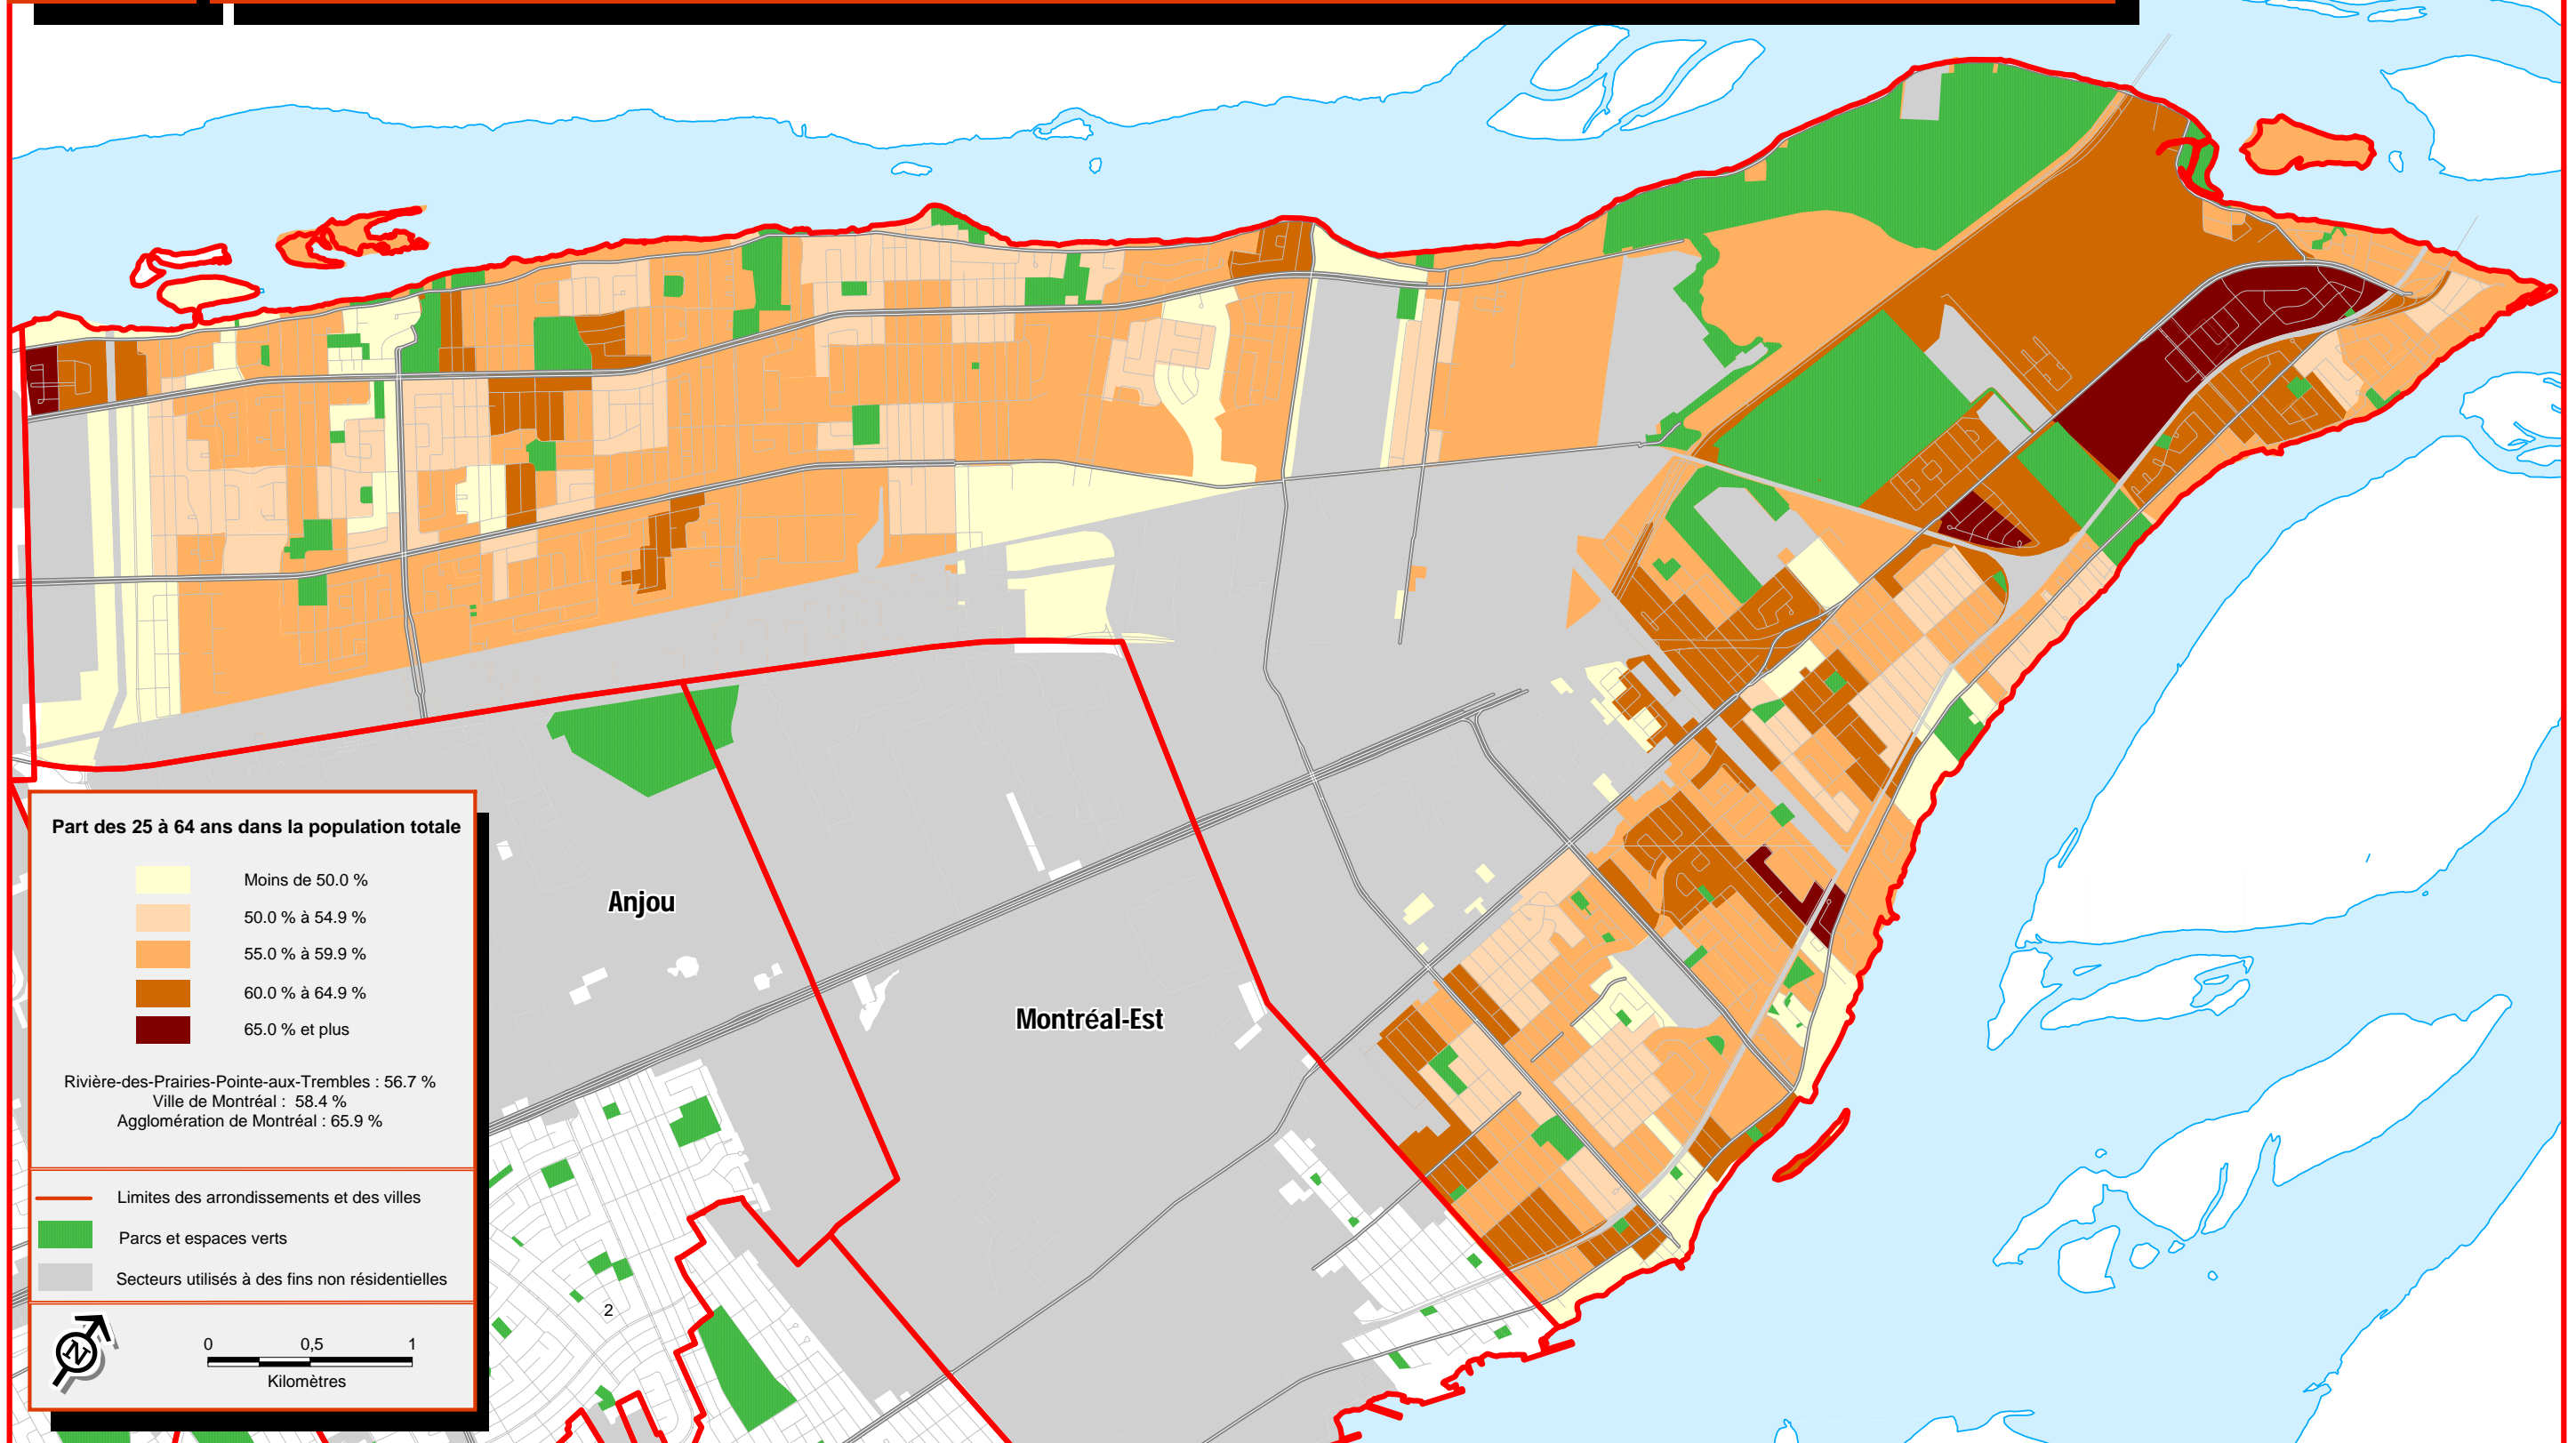 Anjou
Montréal-Est
2
Part des 25 à 64 ans dans la population totale
Moins de 50.0 %
50.0 % à 54.9 %
55.0 % à 59.9 %
60.0 % à 64.9 %
65.0 % et plus
Rivière-des-Prairies-Pointe-aux-Trembles : 56.7 %
Ville de Montréal : 58.4 %
Agglomération de Montréal : 65.9 %
Limites des arrondissements et des villes
Parcs et espaces verts
Secteurs utilisés à des fins non résidentielles
N
0 0,5 1
Kilomètres